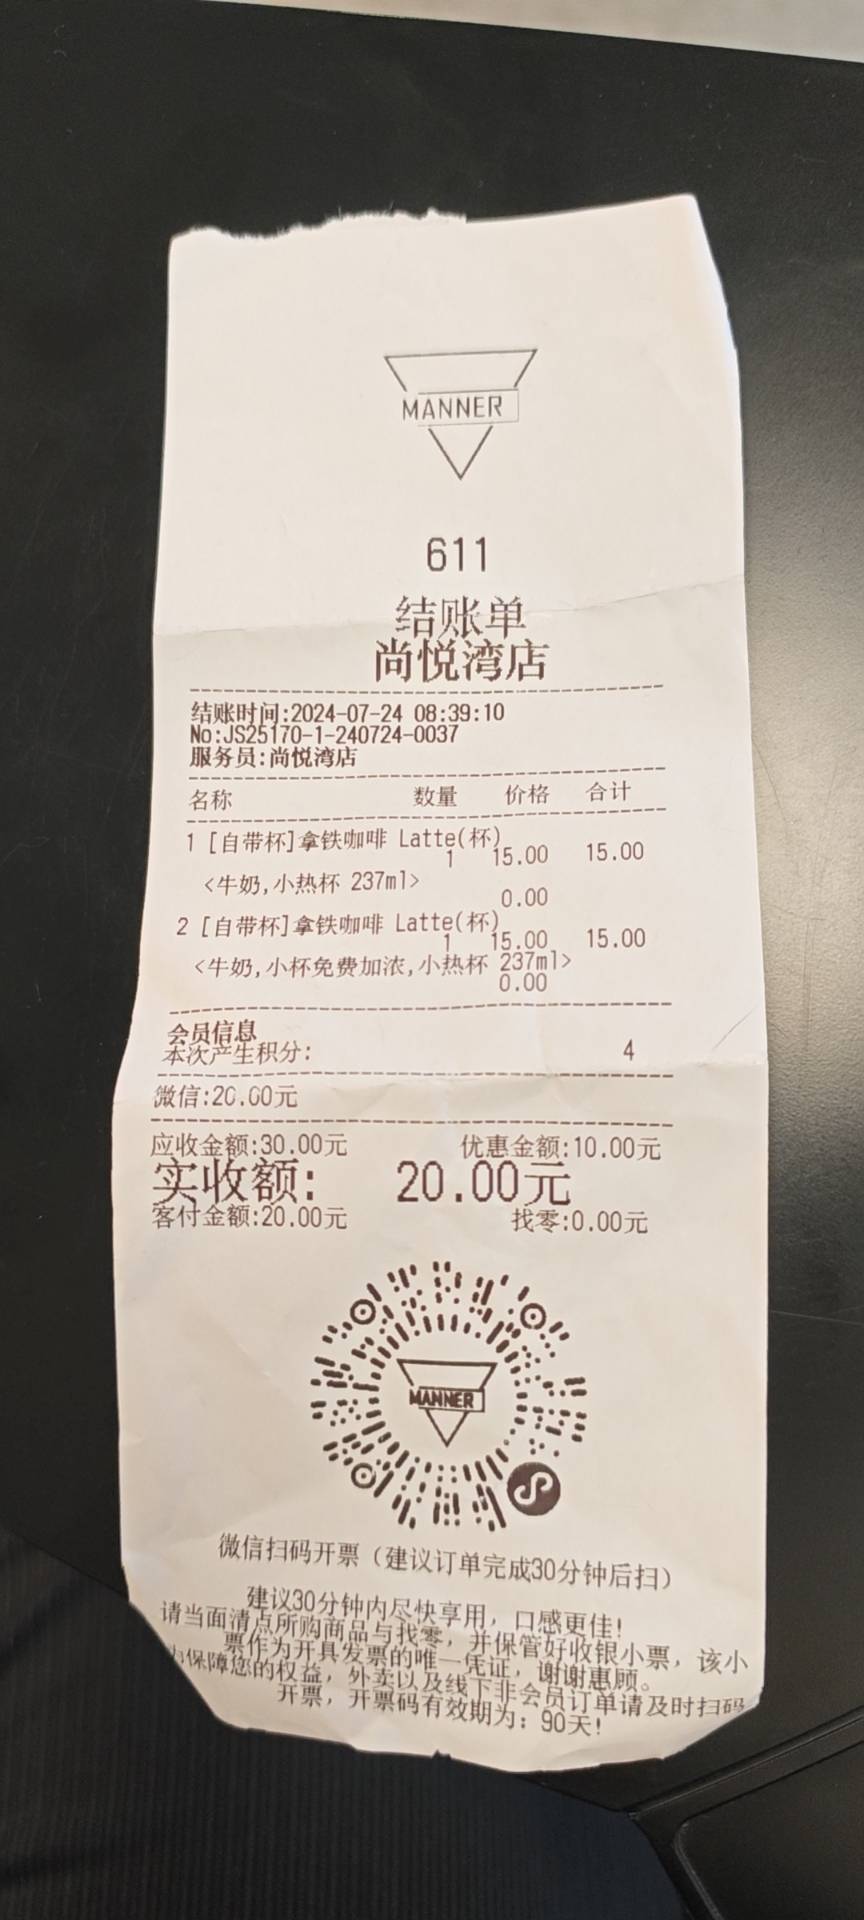 MANNER
611
结账单
尚悦湾店
结账时间:2024-07-24 08:39:10
No:JS25170-1-240724-0037
服务员:尚悦湾店
名称 数量 价格 合计
1 [自带杯]拿铁咖啡 Latte(杯)
1 15.00 15.00
<牛奶,小热杯 237ml>
0.00
2 [自带杯]拿铁咖啡 Latte(杯)
1 15.00 15.00
<牛奶,小杯免费加浓,小热杯 237ml>
0.00
会员信息
本次产生积分: 4
微信:20.00元
应收金额:30.00元 优惠金额:10.00元
实收额: 20.00元
客付金额:20.00元 找零:0.00元
MANNER
微信扫码开票（建议订单完成30分钟后扫）
建议30分钟内尽快享用，口感更佳!
请当面清点所购商品与找零，并保管好收银小票，该小
票作为开具发票的唯一凭证，谢谢惠顾。
为保障您的权益，外卖以及线下非会员订单请及时扫码
开票，开票码有效期为：90天!